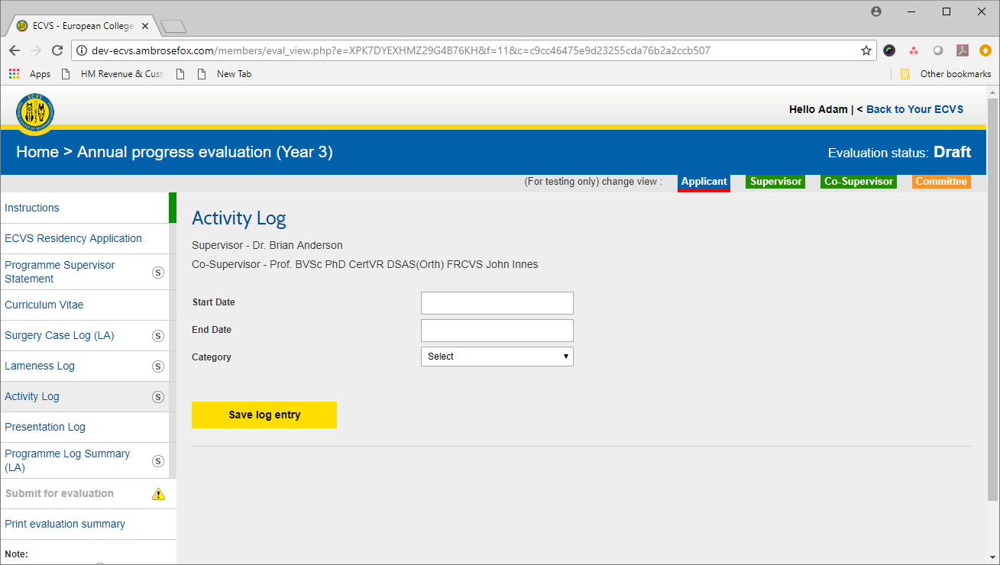 ECVS - European College
dev-ecvs.ambrosefox.com/members/eval_view.php?e=XPK7DYEXHMZ29G4B76KH&f=11&c=c9cc46475e9d23255cda76b2a2ccb507
Apps HM Revenue & Cust New Tab Other bookmarks
ECVS
Hello Adam | < Back to Your ECVS
Home > Annual progress evaluation (Year 3)
Evaluation status: Draft
(For testing only) change view : Applicant Supervisor Co-Supervisor Committee
Instructions
ECVS Residency Application
Programme Supervisor
Statement S
Curriculum Vitae
Surgery Case Log (LA) S
Lameness Log S
Activity Log S
Presentation Log
Programme Log Summary
(LA) S
Submit for evaluation
Print evaluation summary
Note:
Activity Log
Supervisor - Dr. Brian Anderson
Co-Supervisor - Prof. BVSc PhD CertVR DSAS(Orth) FRCVS John Innes
Start Date
End Date
Category Select
Save log entry